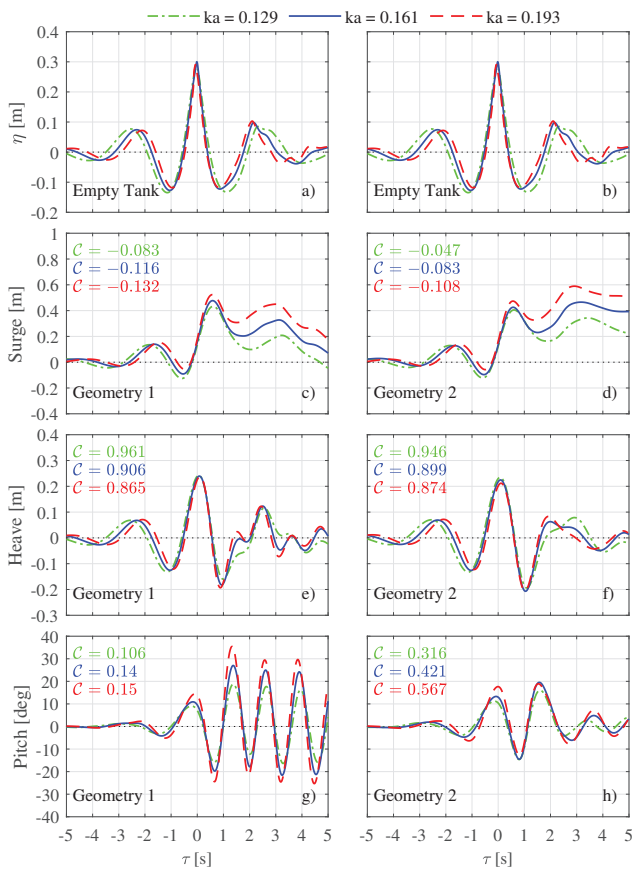 ka = 0.129 ka = 0.161 ka = 0.193
0.4
0.3
0.2
0.1
0
-0.1
0.2
η [m]
Empty Tank a)
Empty Tank b)
1
0.8
0.6
0.4
0.2
0
0.2
0.4
Surge [m]
C = −0.083
C = −0.116
C = −0.132
Geometry 1 c)
C = −0.047
C = −0.083
C = −0.108
Geometry 2 d)
0.4
0.3
0.2
0.1
0
-0.1
0.2
0.3
Heave [m]
C = 0.961
C = 0.906
C = 0.865
Geometry 1 e)
C = 0.946
C = 0.899
C = 0.874
Geometry 2 f)
40
30
20
10
0
-10
-20
-30
-40
Pitch [deg]
C = 0.106
C = 0.14
C = 0.15
Geometry 1 g)
C = 0.316
C = 0.421
C = 0.567
Geometry 2 h)
-5 -4 -3 -2 -1 0 1 2 3 4 5
-5 -4 -3 -2 -1 0 1 2 3 4 5
τ [s]
τ [s]